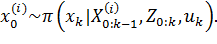 x_0^{(i)} ~ π(x_k|X_{0:k-1}^{(i)}, Z_{0:k}, u_k).